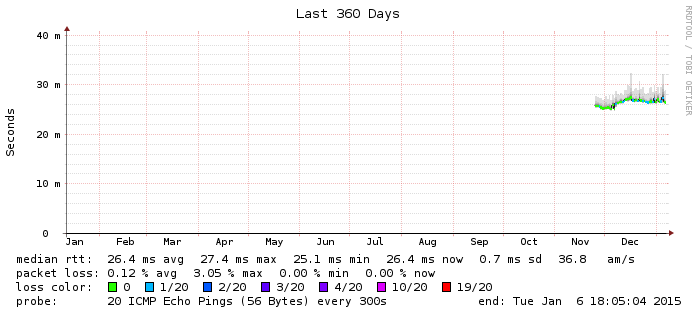 Last 360 Days
RRDTOOL / TOBI OETIKER
Seconds
40 m
30 m
20 m
10 m
0
Jan Feb Mar Apr May Jun Jul Aug Sep Oct Nov Dec
median rtt: 26.4 ms avg 27.4 ms max 25.1 ms min 26.4 ms now 0.7 ms sd 36.8 am/s
packet loss: 0.12 % avg 3.05 % max 0.00 % min 0.00 % now
loss color: 0 1/20 2/20 3/20 4/20 10/20 19/20
probe: 20 ICMP Echo Pings (56 Bytes) every 300s end: Tue Jan 6 18:05:04 2015